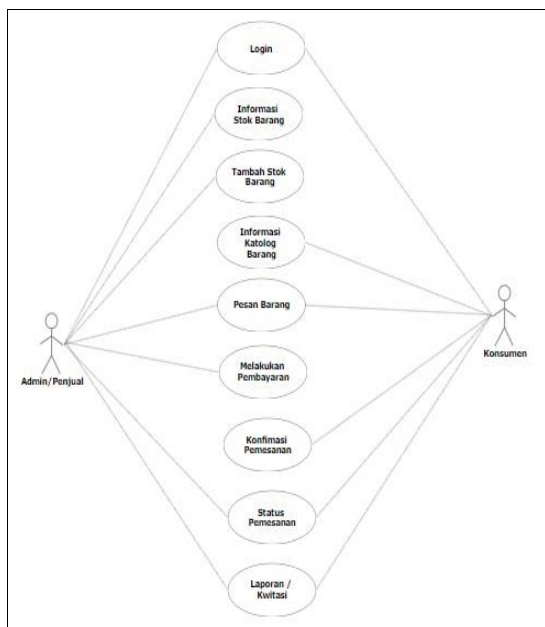 Login
Informasi
Stok Barang
Tambah Stok
Barang
Informasi
Katolog
Barang
Pesan Barang
Admin/Penjual
Konsumen
Melakukan
Pembayaran
Konfimasi
Pemesanan
Status
Pemesanan
Laporan /
Kwitasi